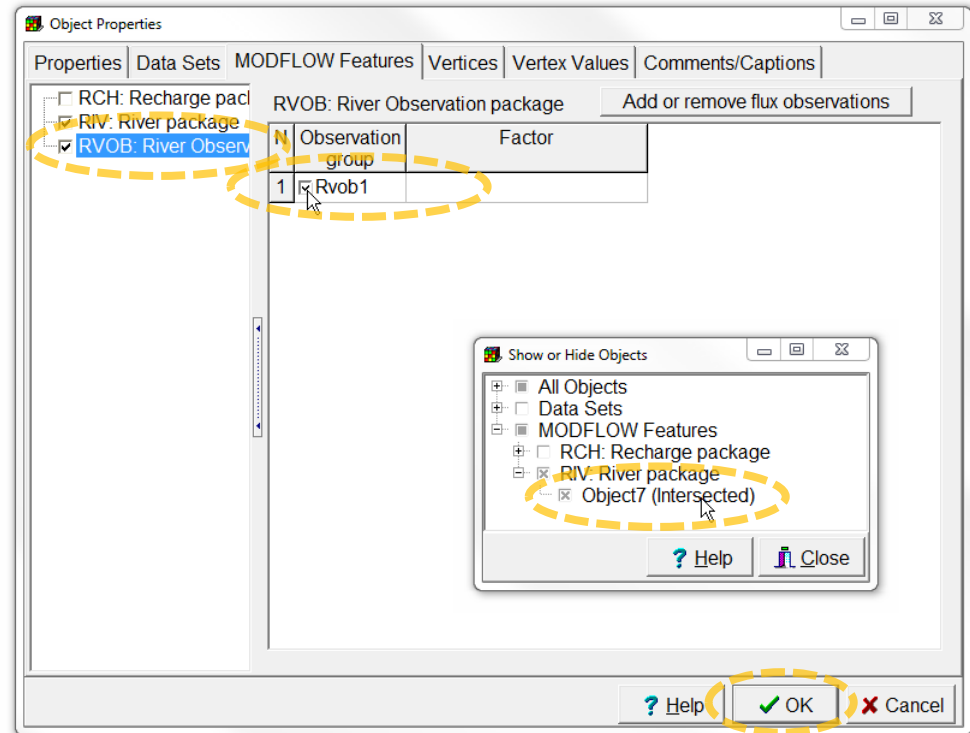 Object Properties
Properties Data Sets MODFLOW Features Vertices Vertex Values Comments/Captions
RCH: Recharge pacl
RIV: River package
RVOB: River Observ
RVOB: River Observation package Add or remove flux observations
N Observation group Factor
1 Rvob1
Show or Hide Objects
All Objects
Data Sets
MODFLOW Features
RCH: Recharge package
RIV: River package
Object7 (Intersected)
? Help Close
? Help OK Cancel